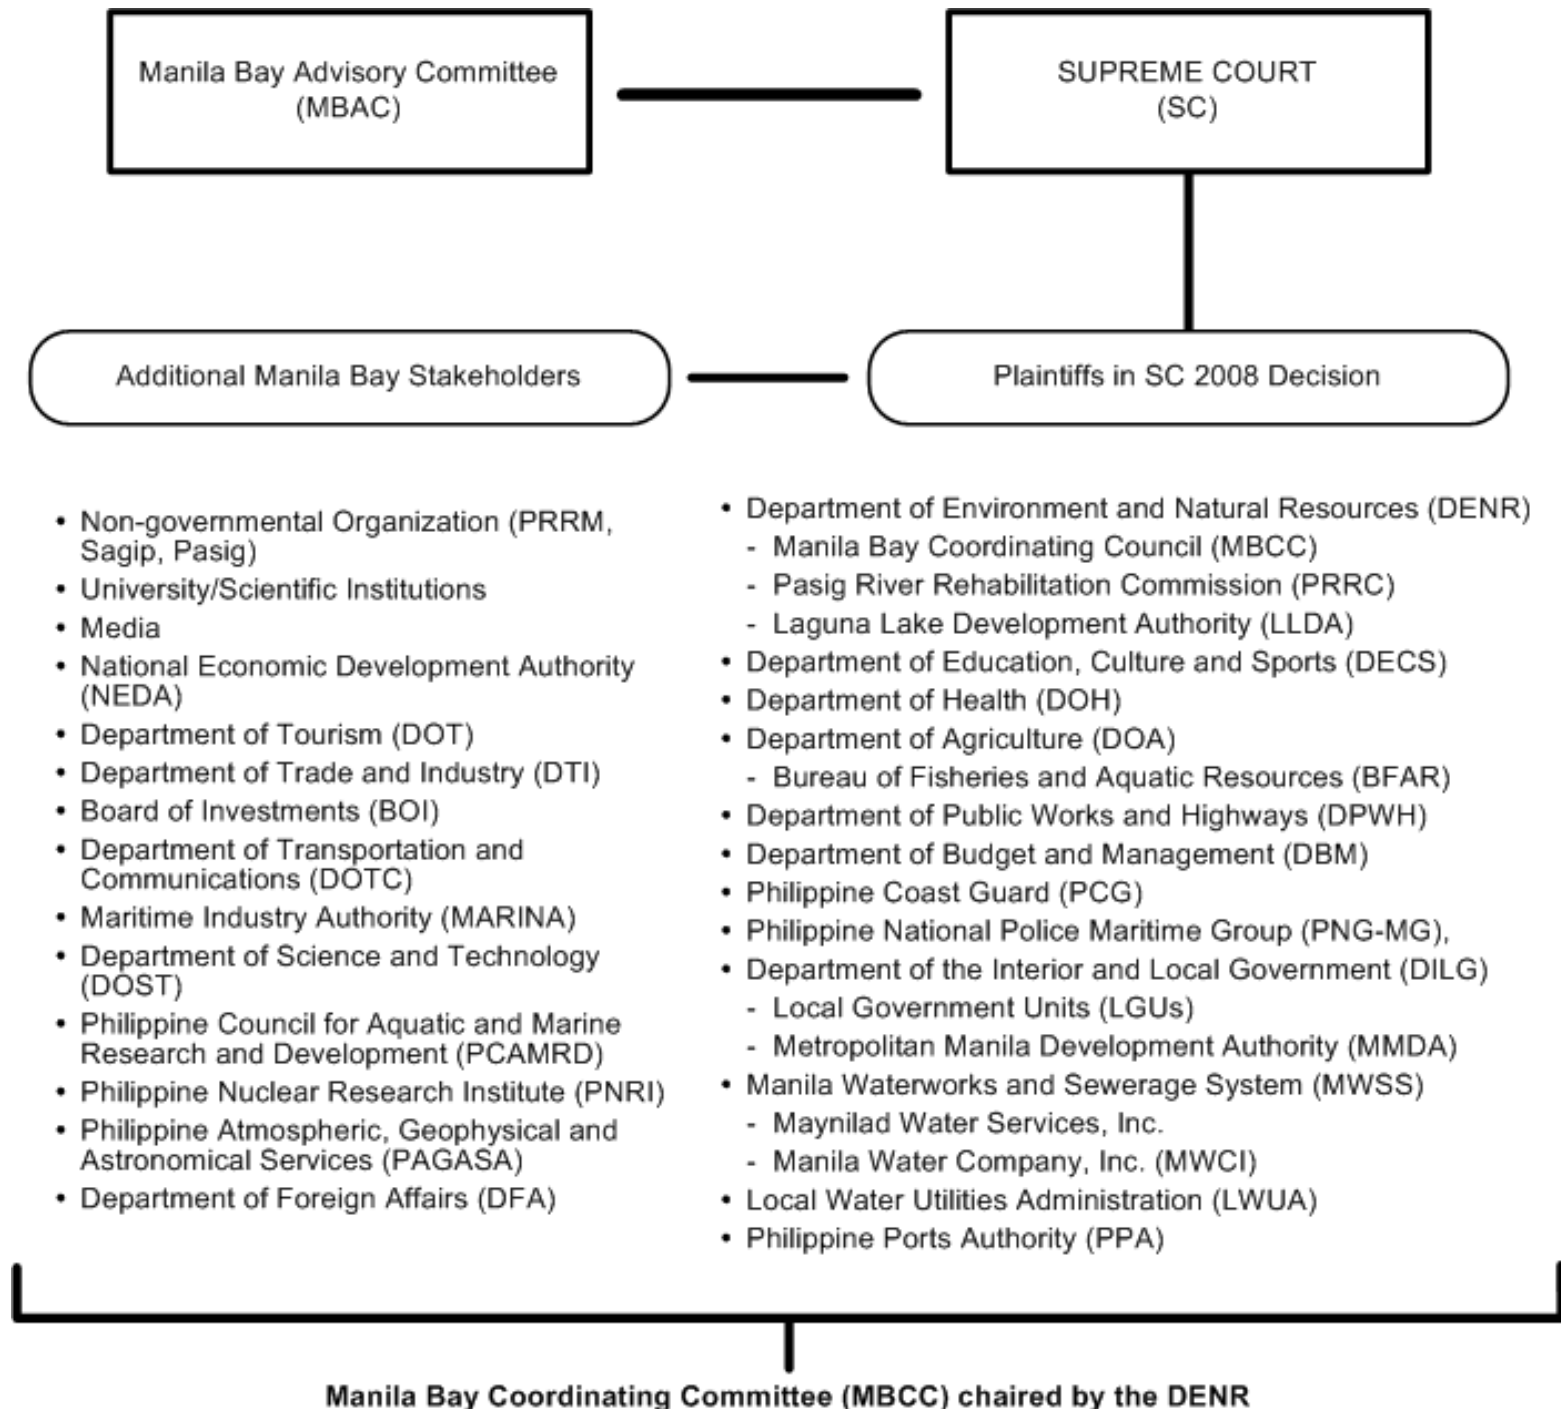 Manila Bay Advisory Committee
(MBAC)
SUPREME COURT
(SC)
Additional Manila Bay Stakeholders
Plaintiffs in SC 2008 Decision
• Non-governmental Organization (PRRM,
Sagip, Pasig)
• University/Scientific Institutions
• Media
• National Economic Development Authority
(NEDA)
• Department of Tourism (DOT)
• Department of Trade and Industry (DTI)
• Board of Investments (BOI)
• Department of Transportation and
Communications (DOTC)
• Maritime Industry Authority (MARINA)
• Department of Science and Technology
(DOST)
• Philippine Council for Aquatic and Marine
Research and Development (PCAMRD)
• Philippine Nuclear Research Institute (PNRI)
• Philippine Atmospheric, Geophysical and
Astronomical Services (PAGASA)
• Department of Foreign Affairs (DFA)
• Department of Environment and Natural Resources (DENR)
- Manila Bay Coordinating Council (MBCC)
- Pasig River Rehabilitation Commission (PRRC)
- Laguna Lake Development Authority (LLDA)
• Department of Education, Culture and Sports (DECS)
• Department of Health (DOH)
• Department of Agriculture (DOA)
- Bureau of Fisheries and Aquatic Resources (BFAR)
• Department of Public Works and Highways (DPWH)
• Department of Budget and Management (DBM)
• Philippine Coast Guard (PCG)
• Philippine National Police Maritime Group (PNG-MG),
• Department of the Interior and Local Government (DILG)
- Local Government Units (LGUs)
- Metropolitan Manila Development Authority (MMDA)
• Manila Waterworks and Sewerage System (MWSS)
- Maynilad Water Services, Inc.
- Manila Water Company, Inc. (MWCI)
• Local Water Utilities Administration (LWUA)
• Philippine Ports Authority (PPA)
Manila Bay Coordinating Committee (MBCC) chaired by the DENR